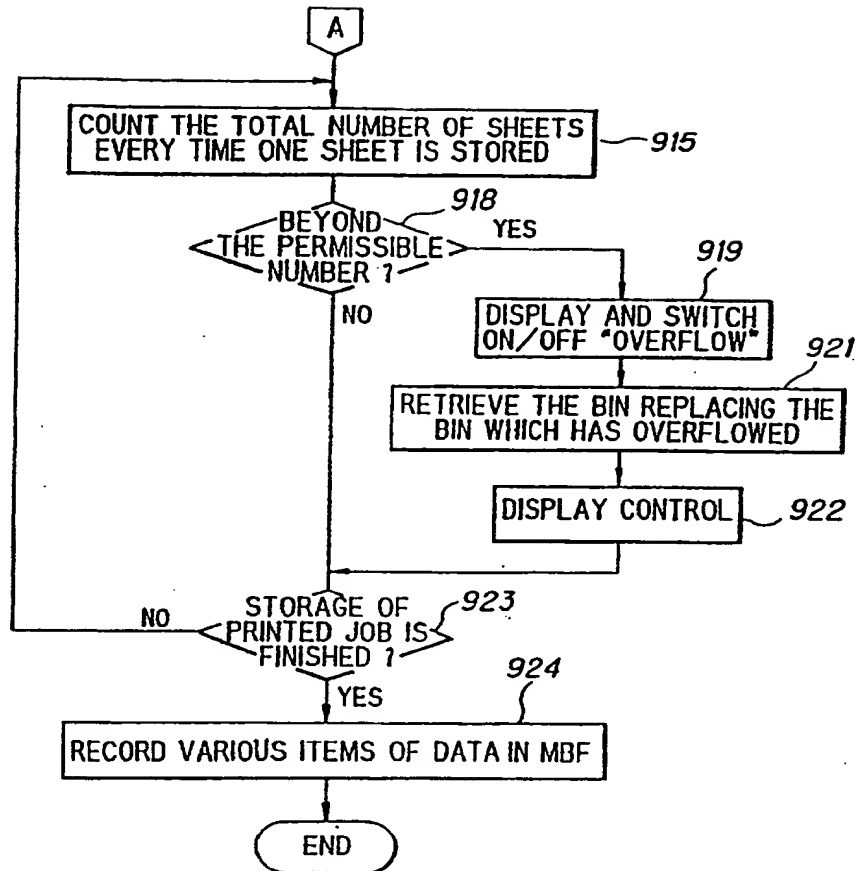 A
COUNT THE TOTAL NUMBER OF SHEETS
EVERY TIME ONE SHEET IS STORED
915
BEYOND
THE PERMISSIBLE
NUMBER ?
918
YES
NO
919
DISPLAY AND SWITCH
ON/OFF "OVERFLOW"
921
RETRIEVE THE BIN REPLACING THE
BIN WHICH HAS OVERFLOWED
DISPLAY CONTROL
922
STORAGE OF
PRINTED JOB IS
FINISHED ?
923
NO
YES
924
RECORD VARIOUS ITEMS OF DATA IN MBF
END